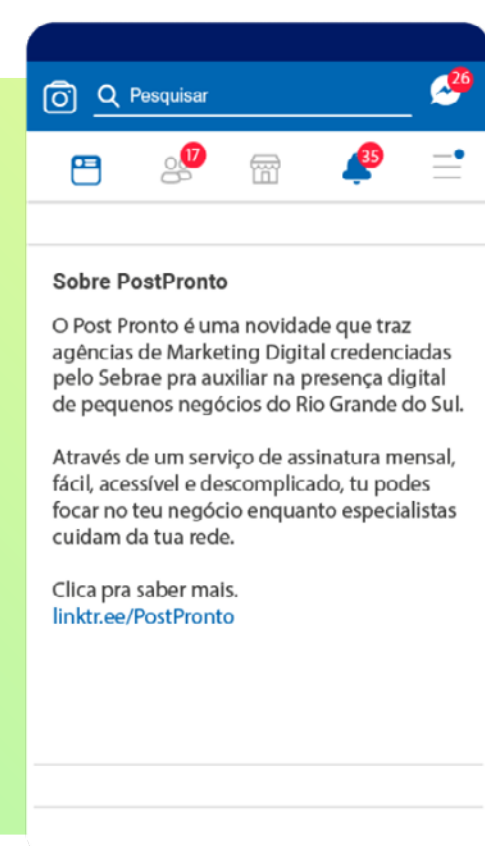 26
Pesquisar
17
35
Sobre PostPronto
O Post Pronto é uma novidade que traz
agências de Marketing Digital credenciadas
pelo Sebrae pra auxiliar na presença digital
de pequenos negócios do Rio Grande do Sul.
Através de um serviço de assinatura mensal,
fácil, acessível e descomplicado, tu podes
focar no teu negócio enquanto especialistas
cuidam da tua rede.
Clica pra saber mais.
linktr.ee/PostPronto